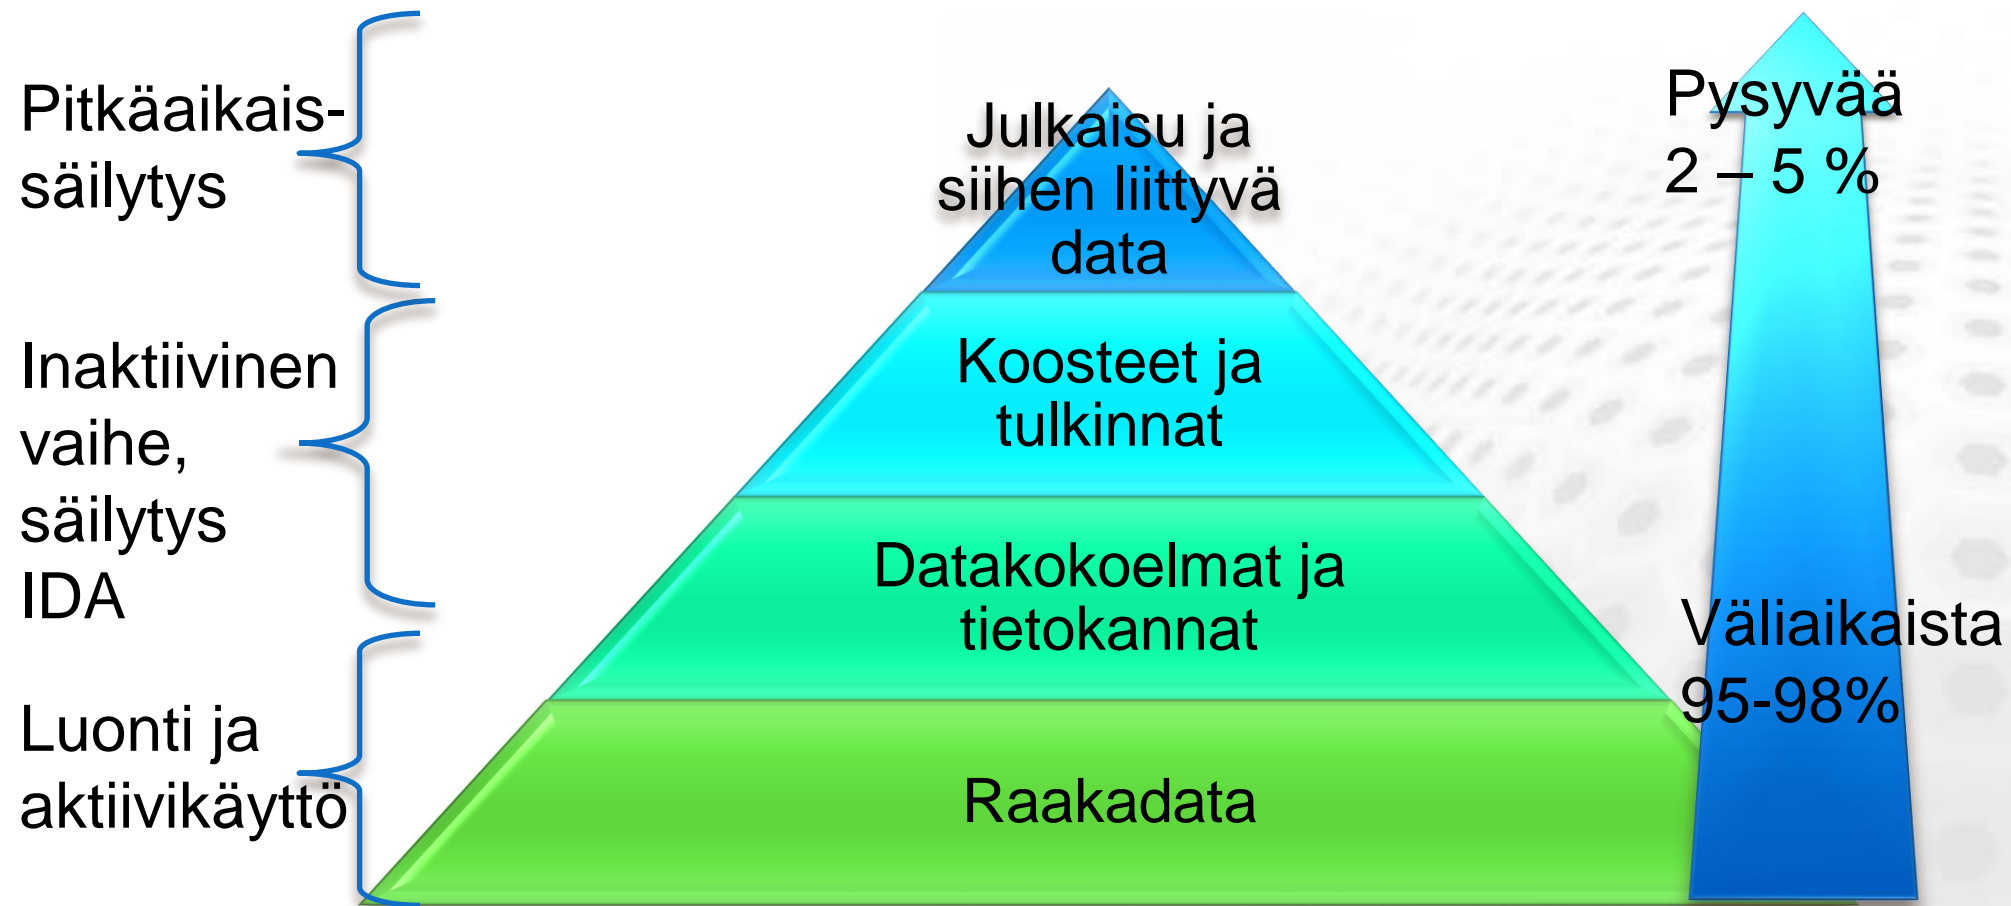 Pitkäaikais-
säilytys
Inaktiivinen
vaihe,
säilytys
IDA
Luonti ja
aktiivikäyttö
Julkaisu ja
siihen liittyvä
data
Koosteet ja
tulkinnat
Datakokoelmat ja
tietokannat
Raakadata
Pysyvää
2 – 5 %
Väliaikaista
95-98%